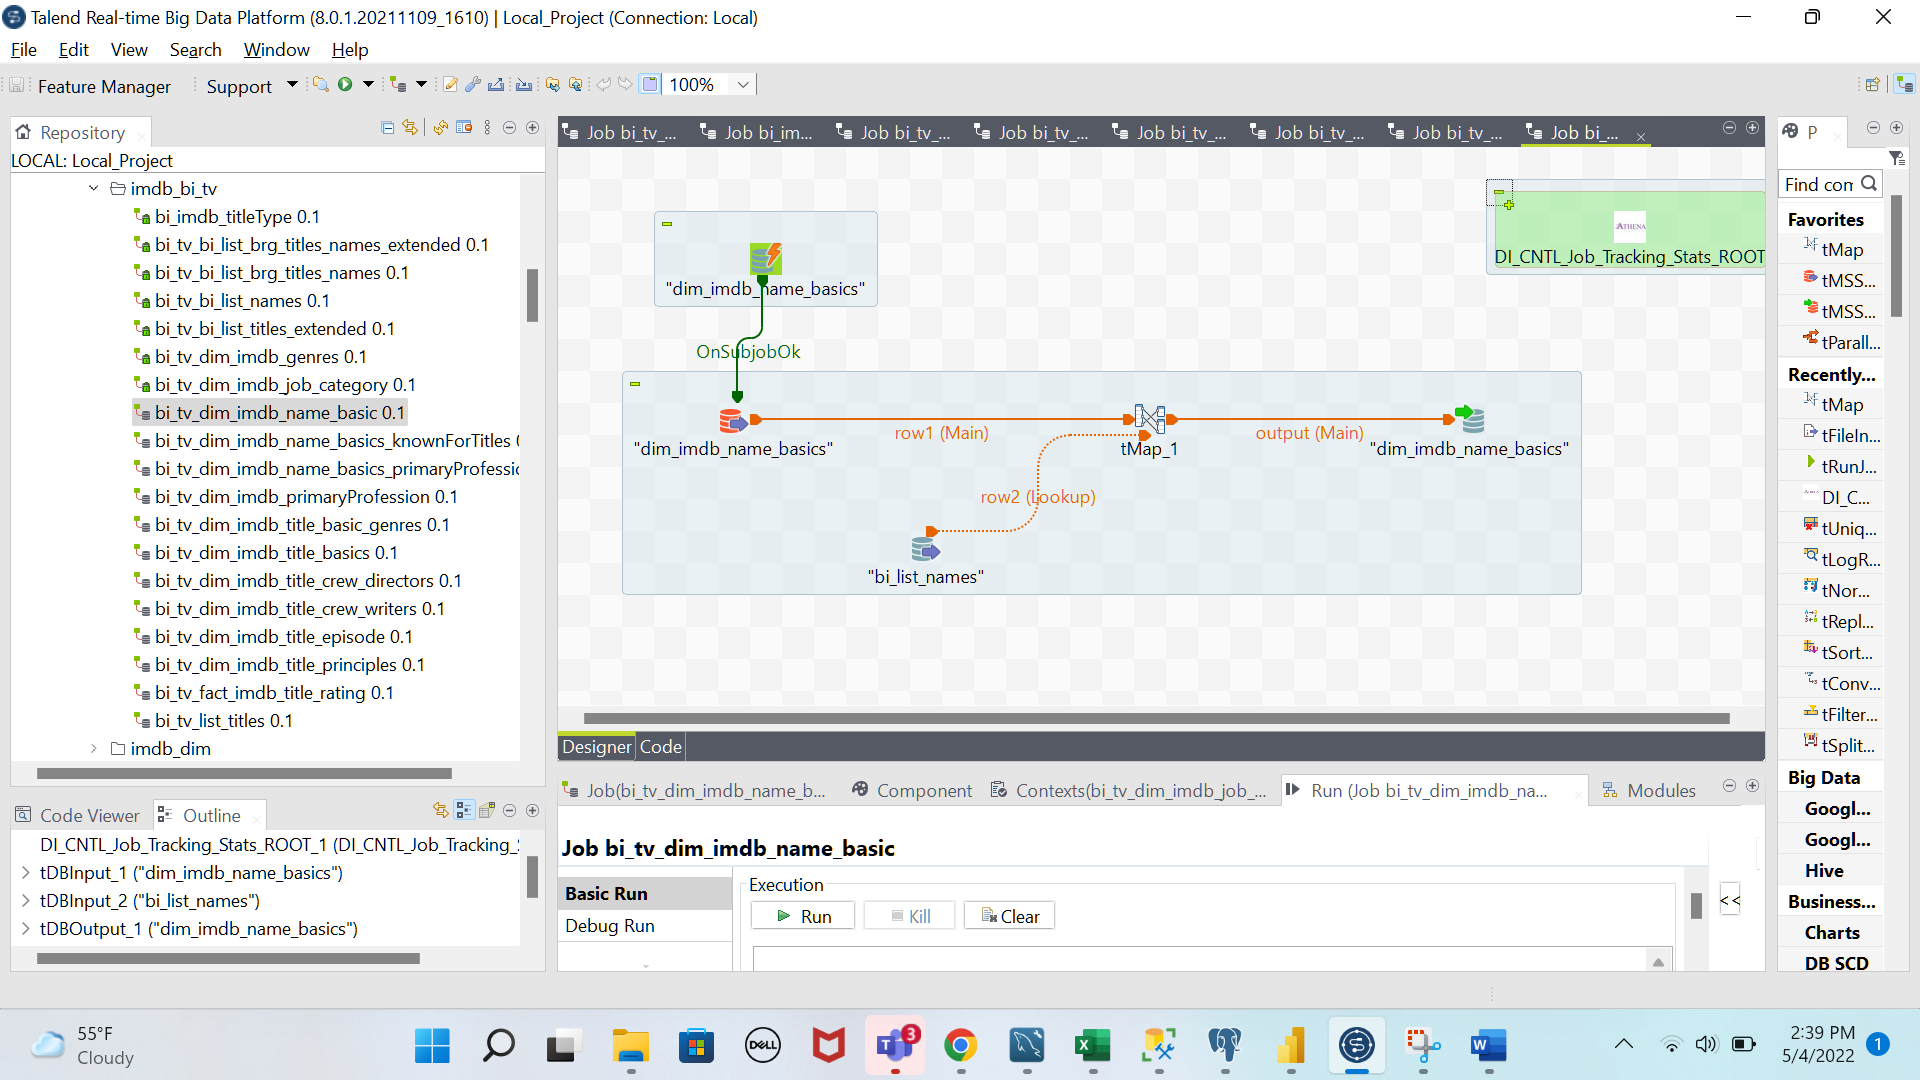 Talend Real-time Big Data Platform (8.0.1.20211109_1610) | Local_Project (Connection: Local)
File Edit View Search Window Help
Feature Manager Support 100%
Repository
LOCAL: Local_Project
imdb_bi_tv
bi_imdb_titleType 0.1
bi_tv_bi_list_brg_titles_names_extended 0.1
bi_tv_bi_list_brg_titles_names 0.1
bi_tv_bi_list_names 0.1
bi_tv_bi_list_titles_extended 0.1
bi_tv_dim_imdb_genres 0.1
bi_tv_dim_imdb_job_category 0.1
bi_tv_dim_imdb_name_basic 0.1
bi_tv_dim_imdb_name_basics_knownForTitles
bi_tv_dim_imdb_name_basics_primaryProfessic
bi_tv_dim_imdb_primaryProfession 0.1
bi_tv_dim_imdb_title_basic_genres 0.1
bi_tv_dim_imdb_title_basics 0.1
bi_tv_dim_imdb_title_crew_directors 0.1
bi_tv_dim_imdb_title_crew_writers 0.1
bi_tv_dim_imdb_title_episode 0.1
bi_tv_dim_imdb_title_principles 0.1
bi_tv_fact_imdb_title_rating 0.1
bi_tv_list_titles 0.1
imdb_dim
Code Viewer Outline
DI_CNTL_Job_Tracking_Stats_ROOT_1 (DI_CNTL_Job_Tracking_
tDBInput_1 ("dim_imdb_name_basics")
tDBInput_2 ("bi_list_names")
tDBOutput_1 ("dim_imdb_name_basics")
Job bi_tv_... Job bi_im... Job bi_tv_... Job bi_tv_... Job bi_tv_... Job bi_tv_... Job bi_tv_... Job bi_...
"dim_imdb_name_basics"
ATHENA
DI_CNTL_Job_Tracking_Stats_ROOT
OnSubjobOk
row1 (Main)
output (Main)
"dim_imdb_name_basics"
tMap_1
"dim_imdb_name_basics"
row2 (Lookup)
"bi_list_names"
Designer Code
Job(bi_tv_dim_imdb_name_b... Component Contexts(bi_tv_dim_imdb_job_... Run (Job bi_tv_dim_imdb_na... Modules
Job bi_tv_dim_imdb_name_basic
Basic Run
Debug Run
Execution
Run Kill Clear
<<
P
Find con
Favorites
tMap
tMSS...
tMSS...
tParall...
Recently...
tMap
tFileIn...
tRunJ...
DI_C...
tUniq...
tLogR...
tNor...
tRepl...
tSort...
tConv...
tFilter...
tSplit...
Big Data
Googl...
Googl...
Hive
Business...
Charts
DB SCD
55°F
Cloudy
DELL
3
2:39 PM
5/4/2022
1